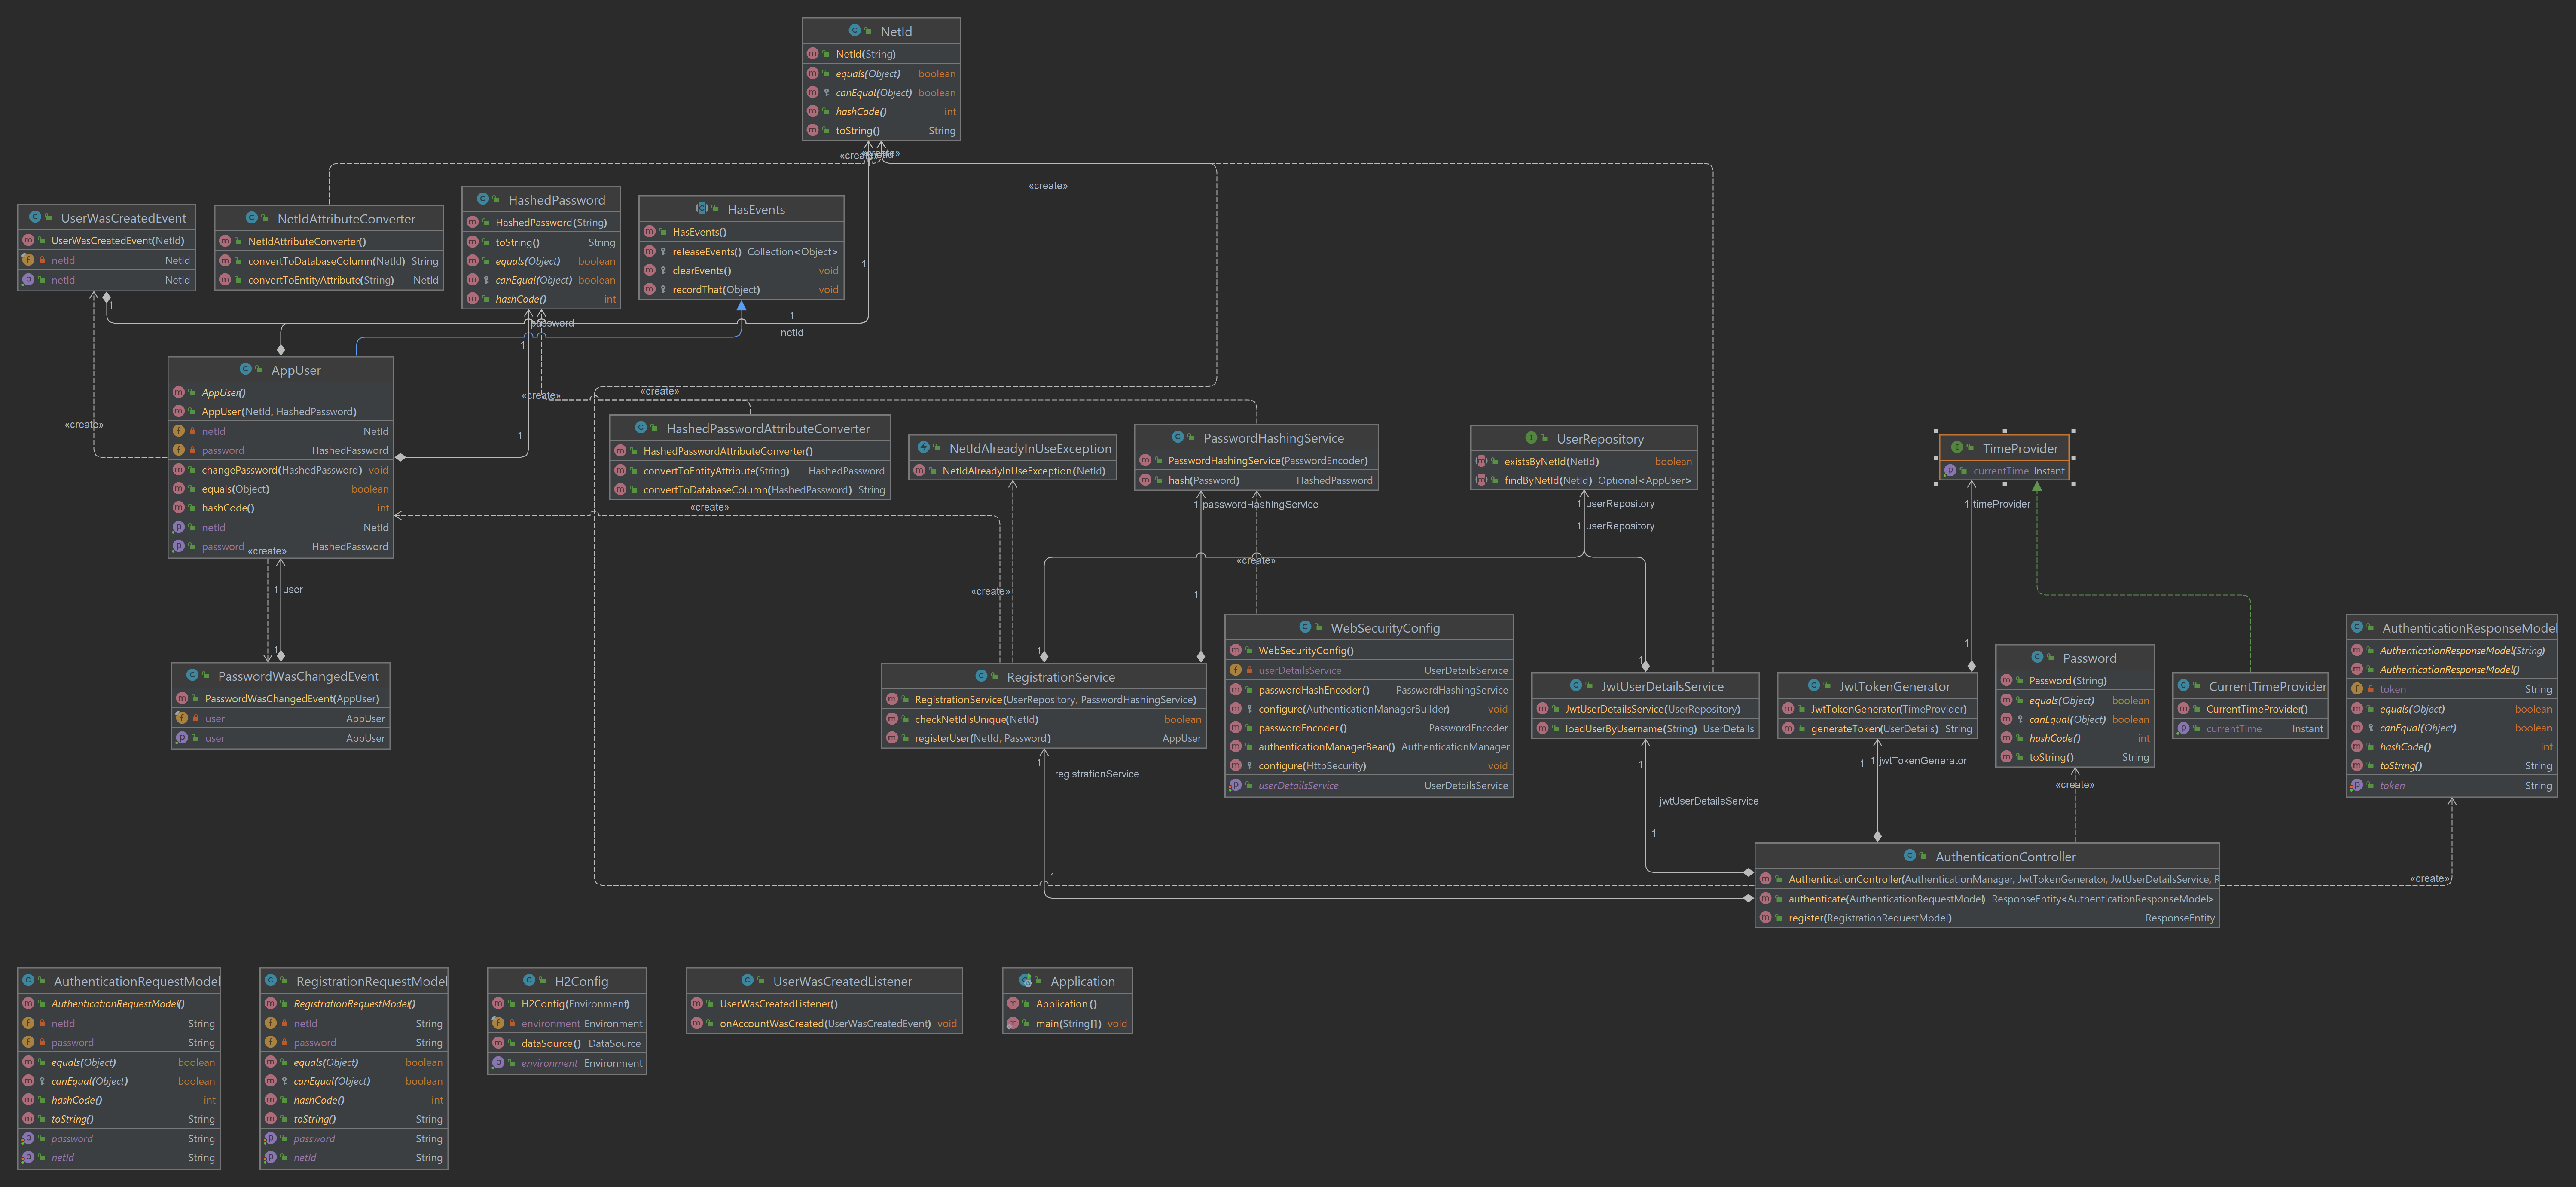 NetId
NetId(String)
equals(Object) boolean
canEqual(Object) boolean
hashCode() int
toString() String
«create»
«create»
«create»
UserWasCreatedEvent
UserWasCreatedEvent(NetId)
netId NetId
netId NetId
NetIdAttributeConverter
NetIdAttributeConverter()
convertToDatabaseColumn(NetId) String
convertToEntityAttribute(String) NetId
HashedPassword
HashedPassword(String)
toString() String
equals(Object) boolean
canEqual(Object) boolean
hashCode() int
HasEvents
HasEvents()
releaseEvents() Collection<Object>
clearEvents() void
recordThat(Object) void
1
1
1
netId
password
1
AppUser
AppUser()
AppUser(NetId, HashedPassword)
netId NetId
password HashedPassword
changePassword(HashedPassword) void
equals(Object) boolean
hashCode() int
netId NetId
password HashedPassword
«create»
«create»
1
«create»
«create»
HashedPasswordAttributeConverter
HashedPasswordAttributeConverter()
convertToEntityAttribute(String) HashedPassword
convertToDatabaseColumn(HashedPassword) String
NetIdAlreadyInUseException
NetIdAlreadyInUseException(NetId)
PasswordHashingService
PasswordHashingService(PasswordEncoder)
hash(Password) HashedPassword
UserRepository
existsByNetId(NetId) boolean
findByNetId(NetId) Optional<AppUser>
TimeProvider
currentTime Instant
«create»
1 passwordHashingService
1 userRepository
1 userRepository
1 timeProvider
«create»
«create»
1 user
1
1
1
1
1
PasswordWasChangedEvent
PasswordWasChangedEvent(AppUser)
user AppUser
user AppUser
RegistrationService
RegistrationService(UserRepository, PasswordHashingService)
checkNetIdIsUnique(NetId) boolean
registerUser(NetId, Password) AppUser
WebSecurityConfig
WebSecurityConfig()
userDetailsService UserDetailsService
passwordHashEncoder() PasswordHashingService
configure(AuthenticationManagerBuilder) void
passwordEncoder() PasswordEncoder
authenticationManagerBean() AuthenticationManager
configure(HttpSecurity) void
userDetailsService UserDetailsService
JwtUserDetailsService
JwtUserDetailsService(UserRepository)
loadUserByUsername(String) UserDetails
JwtTokenGenerator
JwtTokenGenerator(TimeProvider)
generateToken(UserDetails) String
Password
Password(String)
equals(Object) boolean
canEqual(Object) boolean
hashCode() int
toString() String
CurrentTimeProvider
CurrentTimeProvider()
currentTime Instant
AuthenticationResponseModel
AuthenticationResponseModel(String)
AuthenticationResponseModel()
token String
equals(Object) boolean
canEqual(Object) boolean
hashCode() int
toString() String
token String
1
registrationService
1
jwtUserDetailsService
1
1 1 jwtTokenGenerator
«create»
1
«create»
AuthenticationController
AuthenticationController(AuthenticationManager, JwtTokenGenerator, JwtUserDetailsService, R
authenticate(AuthenticationRequestModel) ResponseEntity<AuthenticationResponseModel>
register(RegistrationRequestModel) ResponseEntity
AuthenticationRequestModel
AuthenticationRequestModel()
netId String
password String
equals(Object) boolean
canEqual(Object) boolean
hashCode() int
toString() String
password String
netId String
RegistrationRequestModel
RegistrationRequestModel()
netId String
password String
equals(Object) boolean
canEqual(Object) boolean
hashCode() int
toString() String
password String
netId String
H2Config
H2Config(Environment)
environment Environment
dataSource() DataSource
environment Environment
UserWasCreatedListener
UserWasCreatedListener()
onAccountWasCreated(UserWasCreatedEvent) void
Application
Application()
main(String[]) void